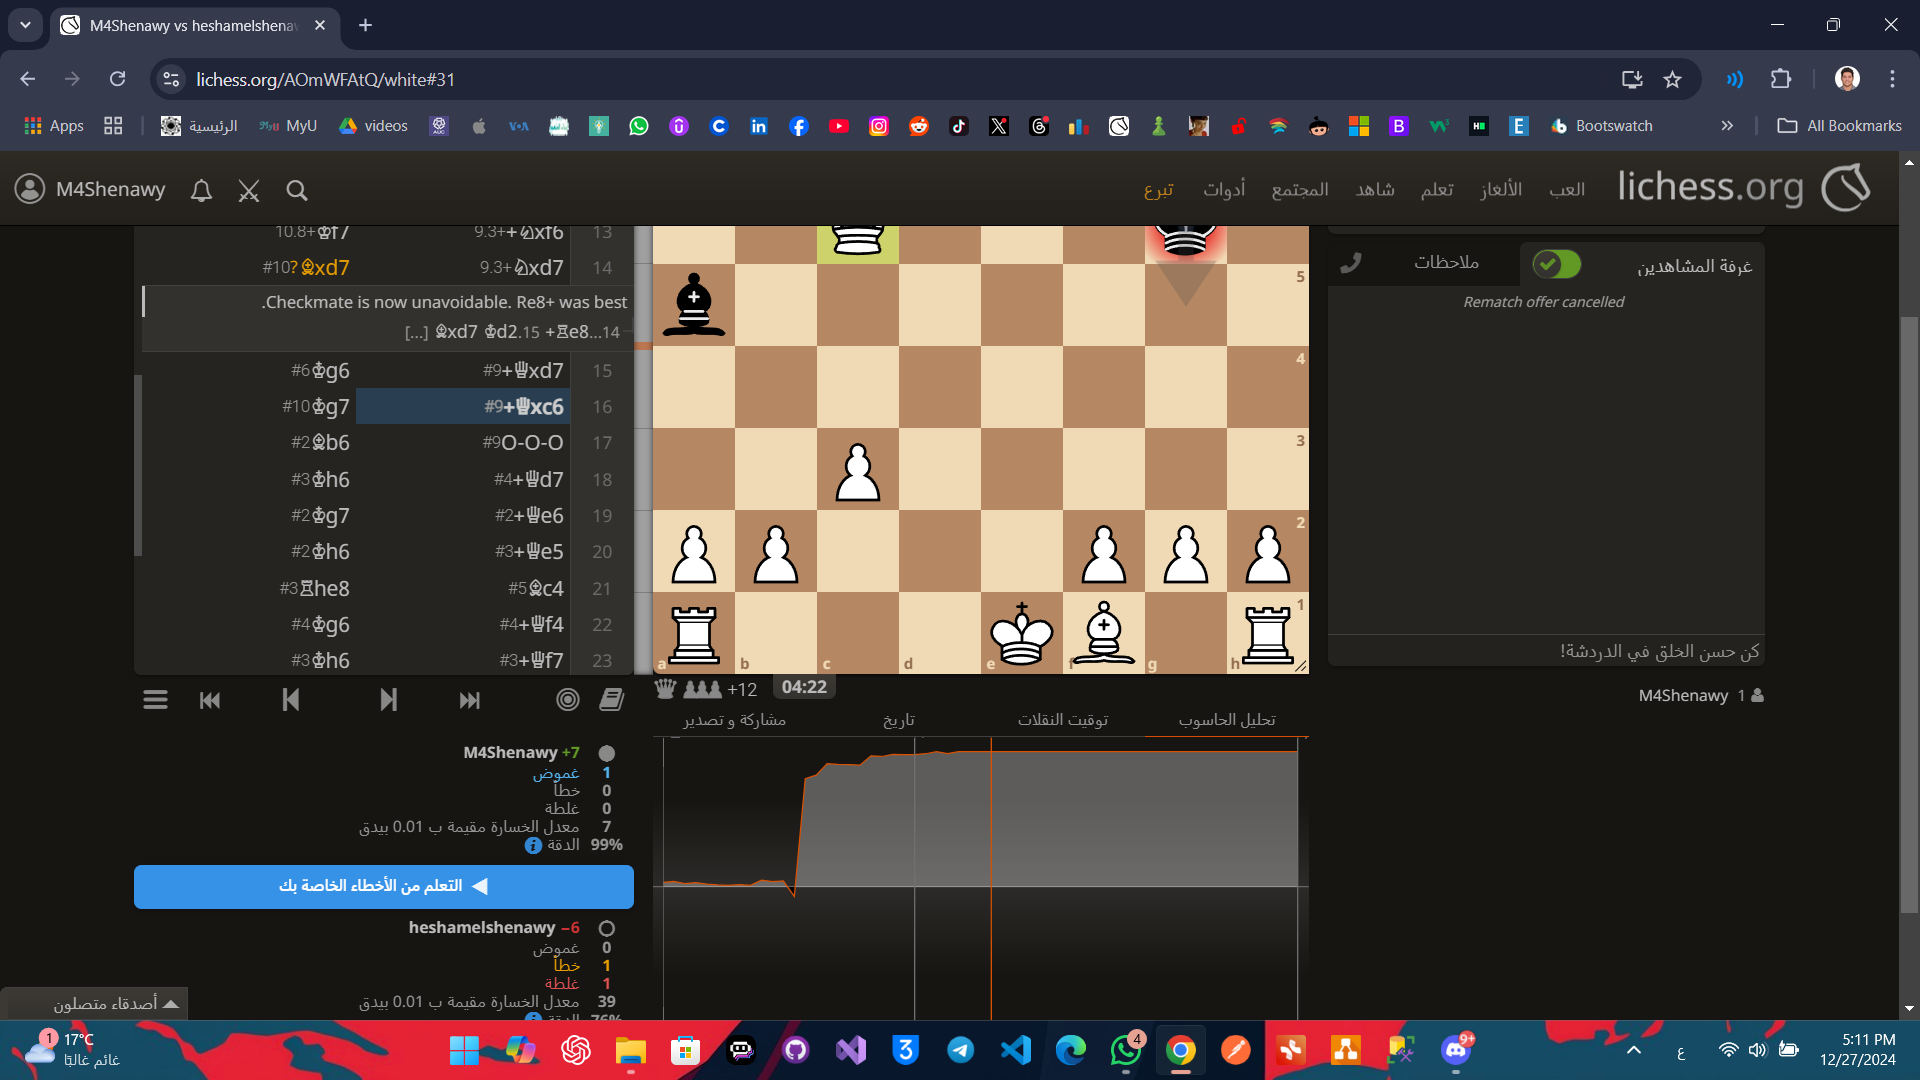 M4Shenawy vs heshamelshenaw
lichess.org/AOmWFAtQ/white#31
Apps
الرئيسية
MyU
videos
Bootswatch
All Bookmarks
M4Shenawy
تبرع
أدوات
المجتمع
شاهد
تعلم
الألغاز
العب
lichess.org
10.8+ ♔f7 9.3+ +♘xf6 13
#10 ?♗xd7 9.3+ ♘xd7 14
.Checkmate is now unavoidable. Re8+ was best
[...] ♗xd7 ♔d2 .15 +♖e8...14
#6 ♔g6 #9 +♕xd7 15
#10 ♔g7 #9 +♕xc6 16
#2 ♗b6 #9 O-O-O 17
#3 ♔h6 #4 +♕d7 18
#2 ♔g7 #2 +♕e6 19
#2 ♔h6 #3 +♕e5 20
#3 ♖he8 #5 ♗c4 21
#4 ♔g6 #4 +♕f4 22
#3 ♔h6 #3 +♕f7 23
5
4
3
2
1
a b c d e f g h
+12
04:22
تحليل الحاسوب
توقيت النقلات
تاريخ
مشاركة و تصدير
غرفة المشاهدين
ملاحظات
Rematch offer cancelled
كن حسن الخلق في الدردشة!
M4Shenawy 1
M4Shenawy +7
1 غموض
0 خطأ
0 غلطة
7 معدل الخسارة مقيمة ب 0.01 بيدق
99% الدقة
التعلم من الأخطاء الخاصة بك
heshamelshenawy −6
0 غموض
1 خطأ
1 غلطة
39 معدل الخسارة مقيمة ب 0.01 بيدق
76% الدقة
أصدقاء متصلون
1
17°C
غائم غالبًا
4
9+
ع
5:11 PM
12/27/2024